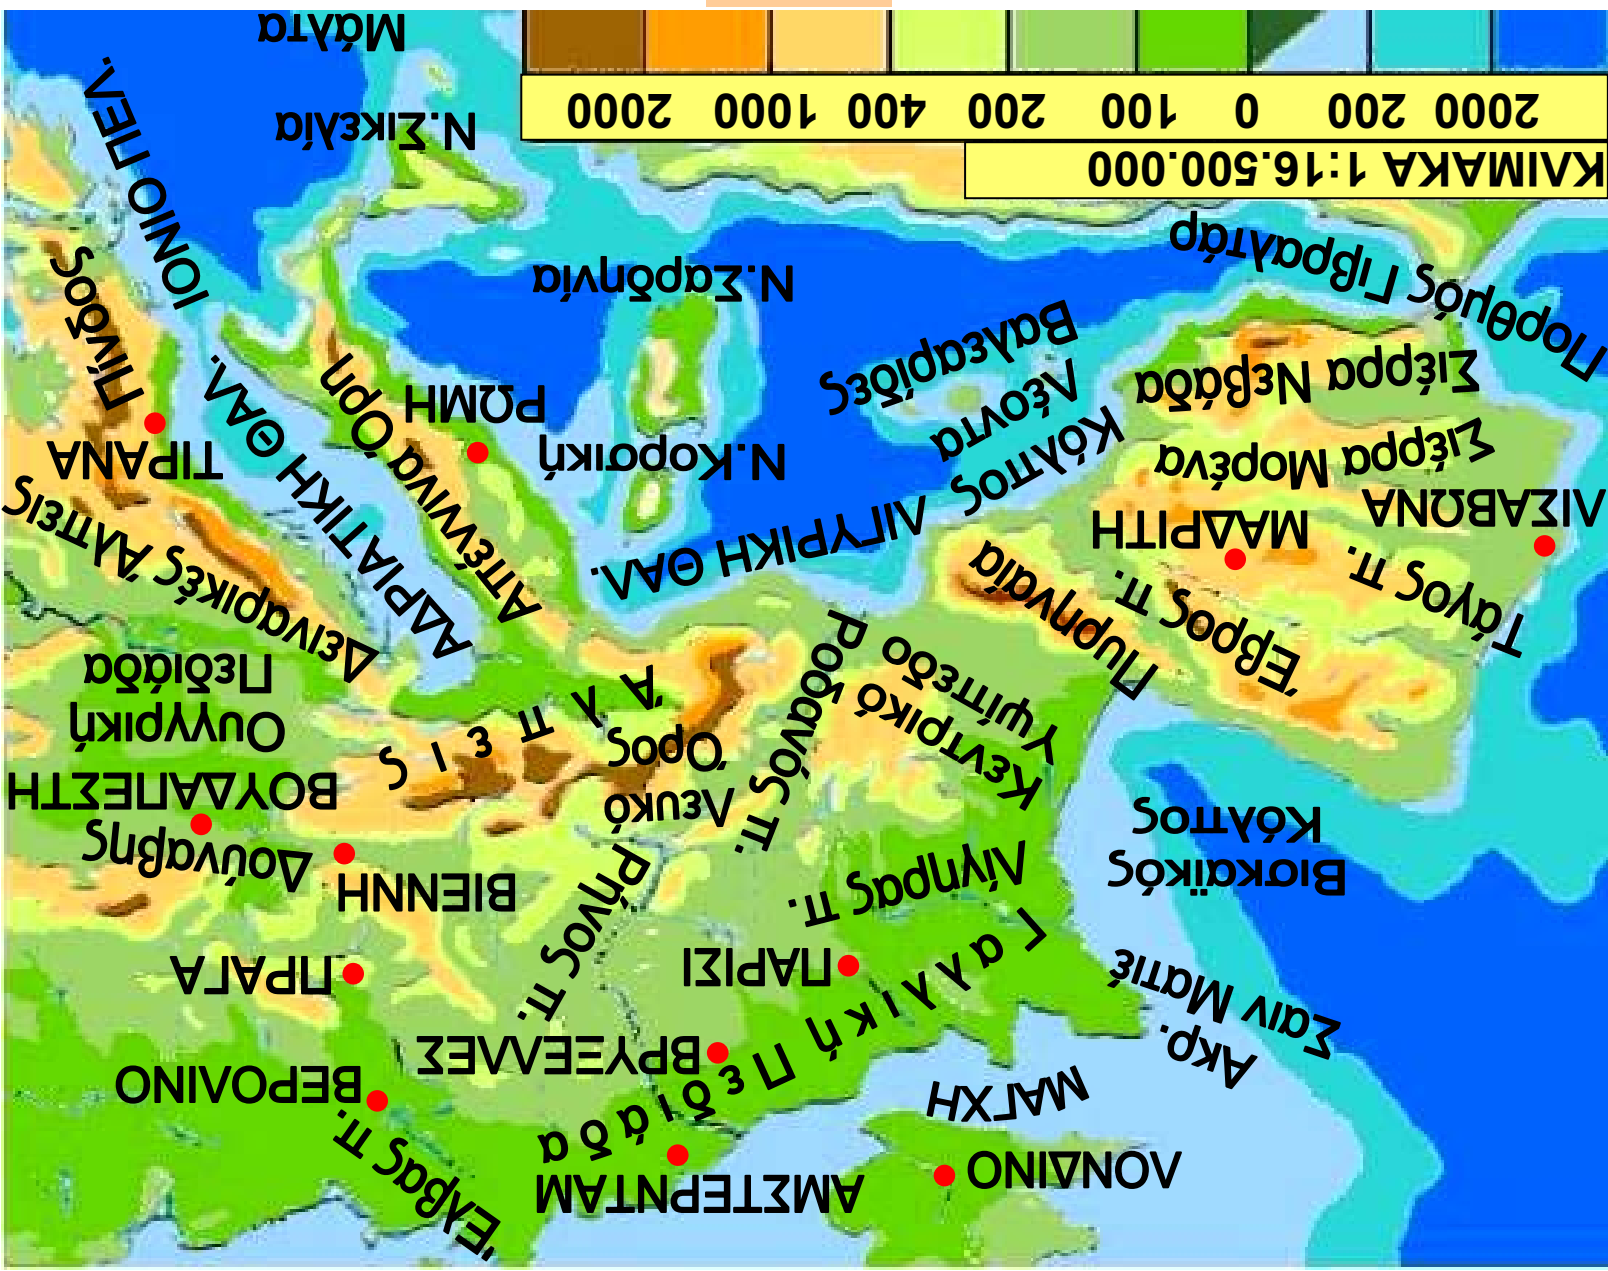 Έλβας π.
ΑΜΣΤΕΡΝΤΑΜ
ΛΟΝΔΙΝΟ
ΜΑΓΧΗ
ΒΕΡΟΛΙΝΟ
ΒΡΥΞΕΛΛΕΣ
Γαλλική Πεδιάδα
Ακρ.
Σαιν Ματιέ
ΠΑΡΙΣΙ
ΠΡΑΓΑ
Ρήνος π.
Λίγηρας π.
Βισκαϊκός
Κόλπος
ΒΙΕΝΝΗ
Δούναβης
ΒΟΥΔΑΠΕΣΤΗ
Λευκό
Όρος
Άλπεις
Ροδανός π.
Κεντρικό
Υψίπεδο
Ουγγρική
Πεδιάδα
Πυρηναία
Έβρος π.
Τάγος π.
Δειναρικές Άλπεις
ΑΔΡΙΑΤΙΚΗ ΘΑΛ.
Απέννινα Όρη
ΛΙΓΥΡΙΚΗ ΘΑΛ.
ΜΑΔΡΙΤΗ
ΛΙΣΑΒΩΝΑ
Κόλπος
Λέοντα
Σιέρρα Μορένα
Σιέρρα Νεβάδα
ΤΙΡΑΝΑ
Πίνδος
ΡΩΜΗ
Ν.Κορσική
Ν.Σαρδηνία
Βαλεαρίδες
Πορθμός Γιβραλτάρ
ΙΟΝΙΟ ΠΕΛ.
Ν.Σικελία
Μάλτα
ΚΛΙΜΑΚΑ 1:16.500.000
2000 200 0 100 200 400 1000 2000